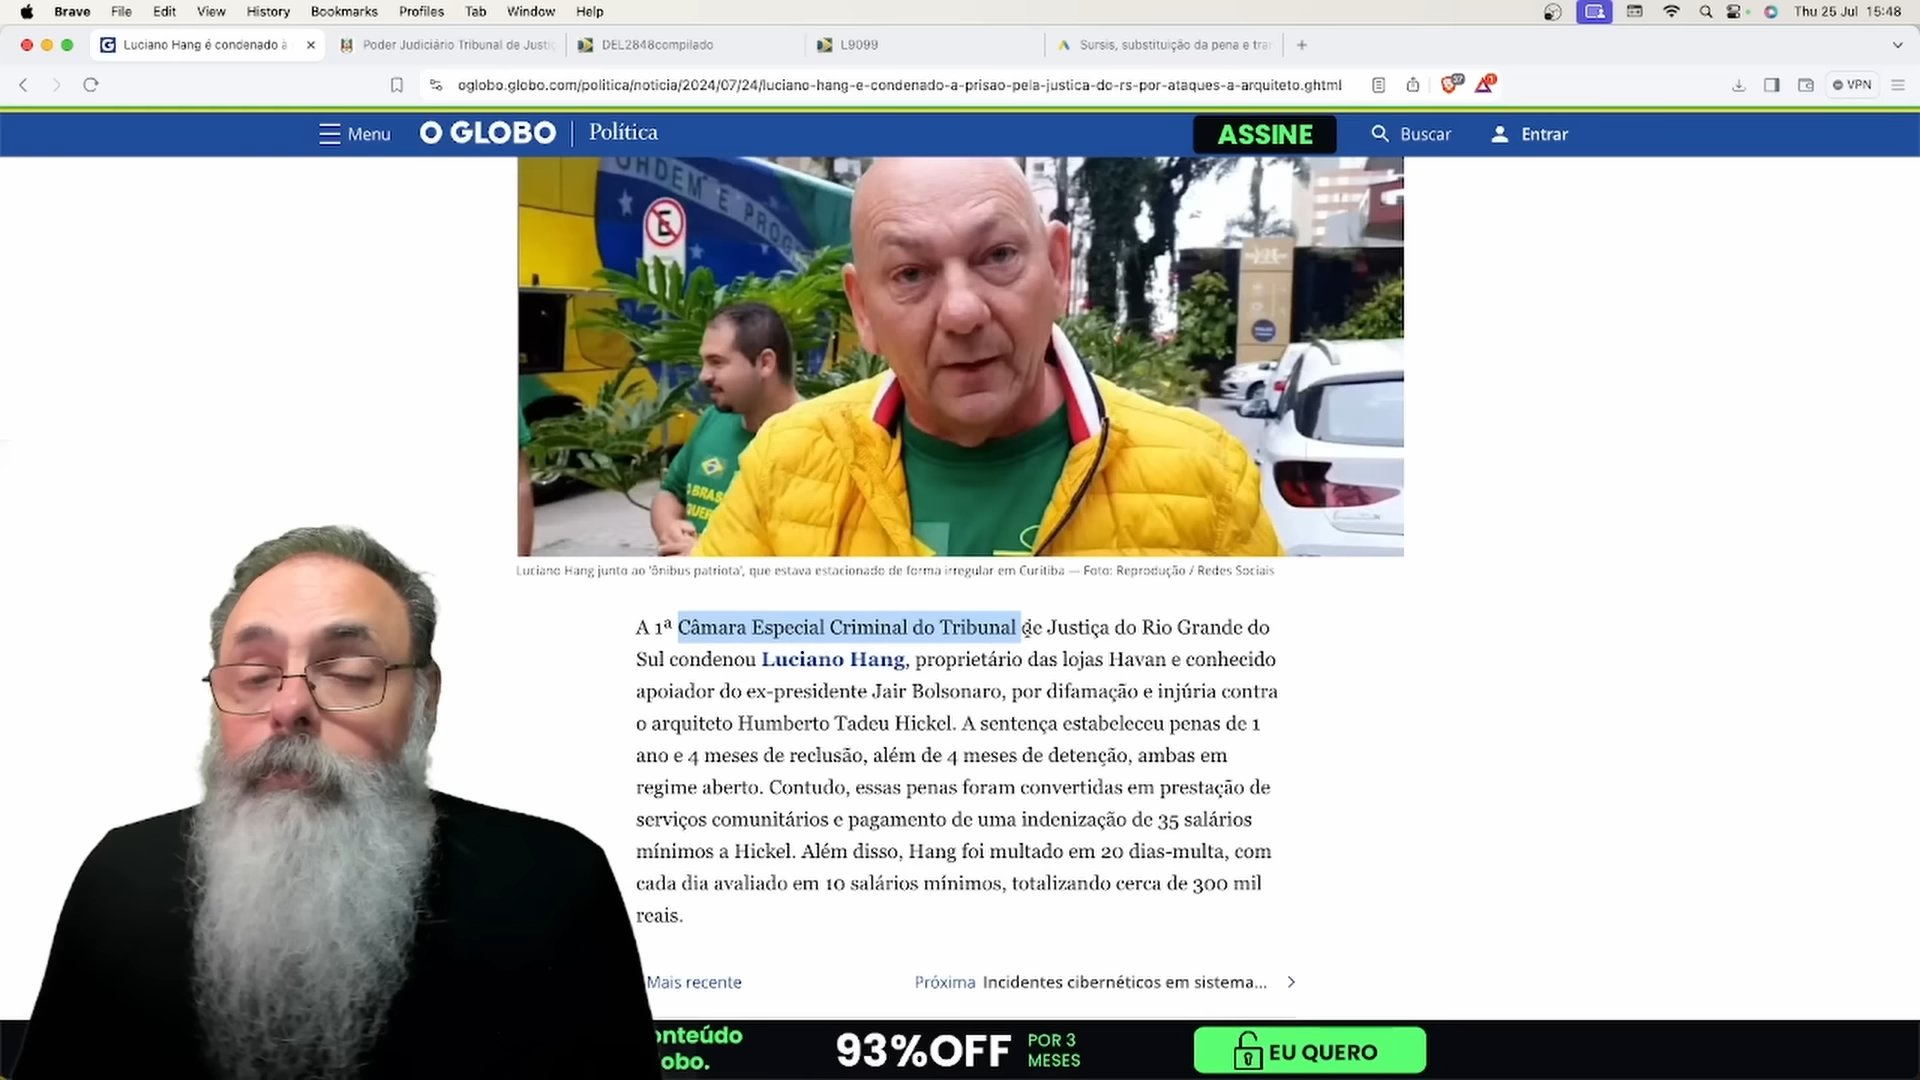 Brave File Edit View History Bookmarks Profiles Tab Window Help Thu 25 Jul 15:48
Luciano Hang é condenado à Poder Judiciário Tribunal de Justiç DEL2848compilado L9099 Sursis, substituição da pena e tra
oglobo.globo.com/politica/noticia/2024/07/24/luciano-hang-e-condenado-a-prisao-pela-justica-do-rs-por-ataques-a-arquiteto.ghtml VPN
Menu O GLOBO Política ASSINE Buscar Entrar
ORDEM E PROG
E
O BRAS
QUER
Luciano Hang junto ao 'ônibus patriota', que estava estacionado de forma irregular em Curitiba — Foto: Reprodução / Redes Sociais
A 1ª Câmara Especial Criminal do Tribunal de Justiça do Rio Grande do
Sul condenou Luciano Hang, proprietário das lojas Havan e conhecido
apoiador do ex-presidente Jair Bolsonaro, por difamação e injúria contra
o arquiteto Humberto Tadeu Hickel. A sentença estabeleceu penas de 1
ano e 4 meses de reclusão, além de 4 meses de detenção, ambas em
regime aberto. Contudo, essas penas foram convertidas em prestação de
serviços comunitários e pagamento de uma indenização de 35 salários
mínimos a Hickel. Além disso, Hang foi multado em 20 dias-multa, com
cada dia avaliado em 10 salários mínimos, totalizando cerca de 300 mil
reais.
Mais recente Próxima Incidentes cibernéticos em sistema...
onteúdo
obo.
93%OFF
POR 3
MESES
EU QUERO